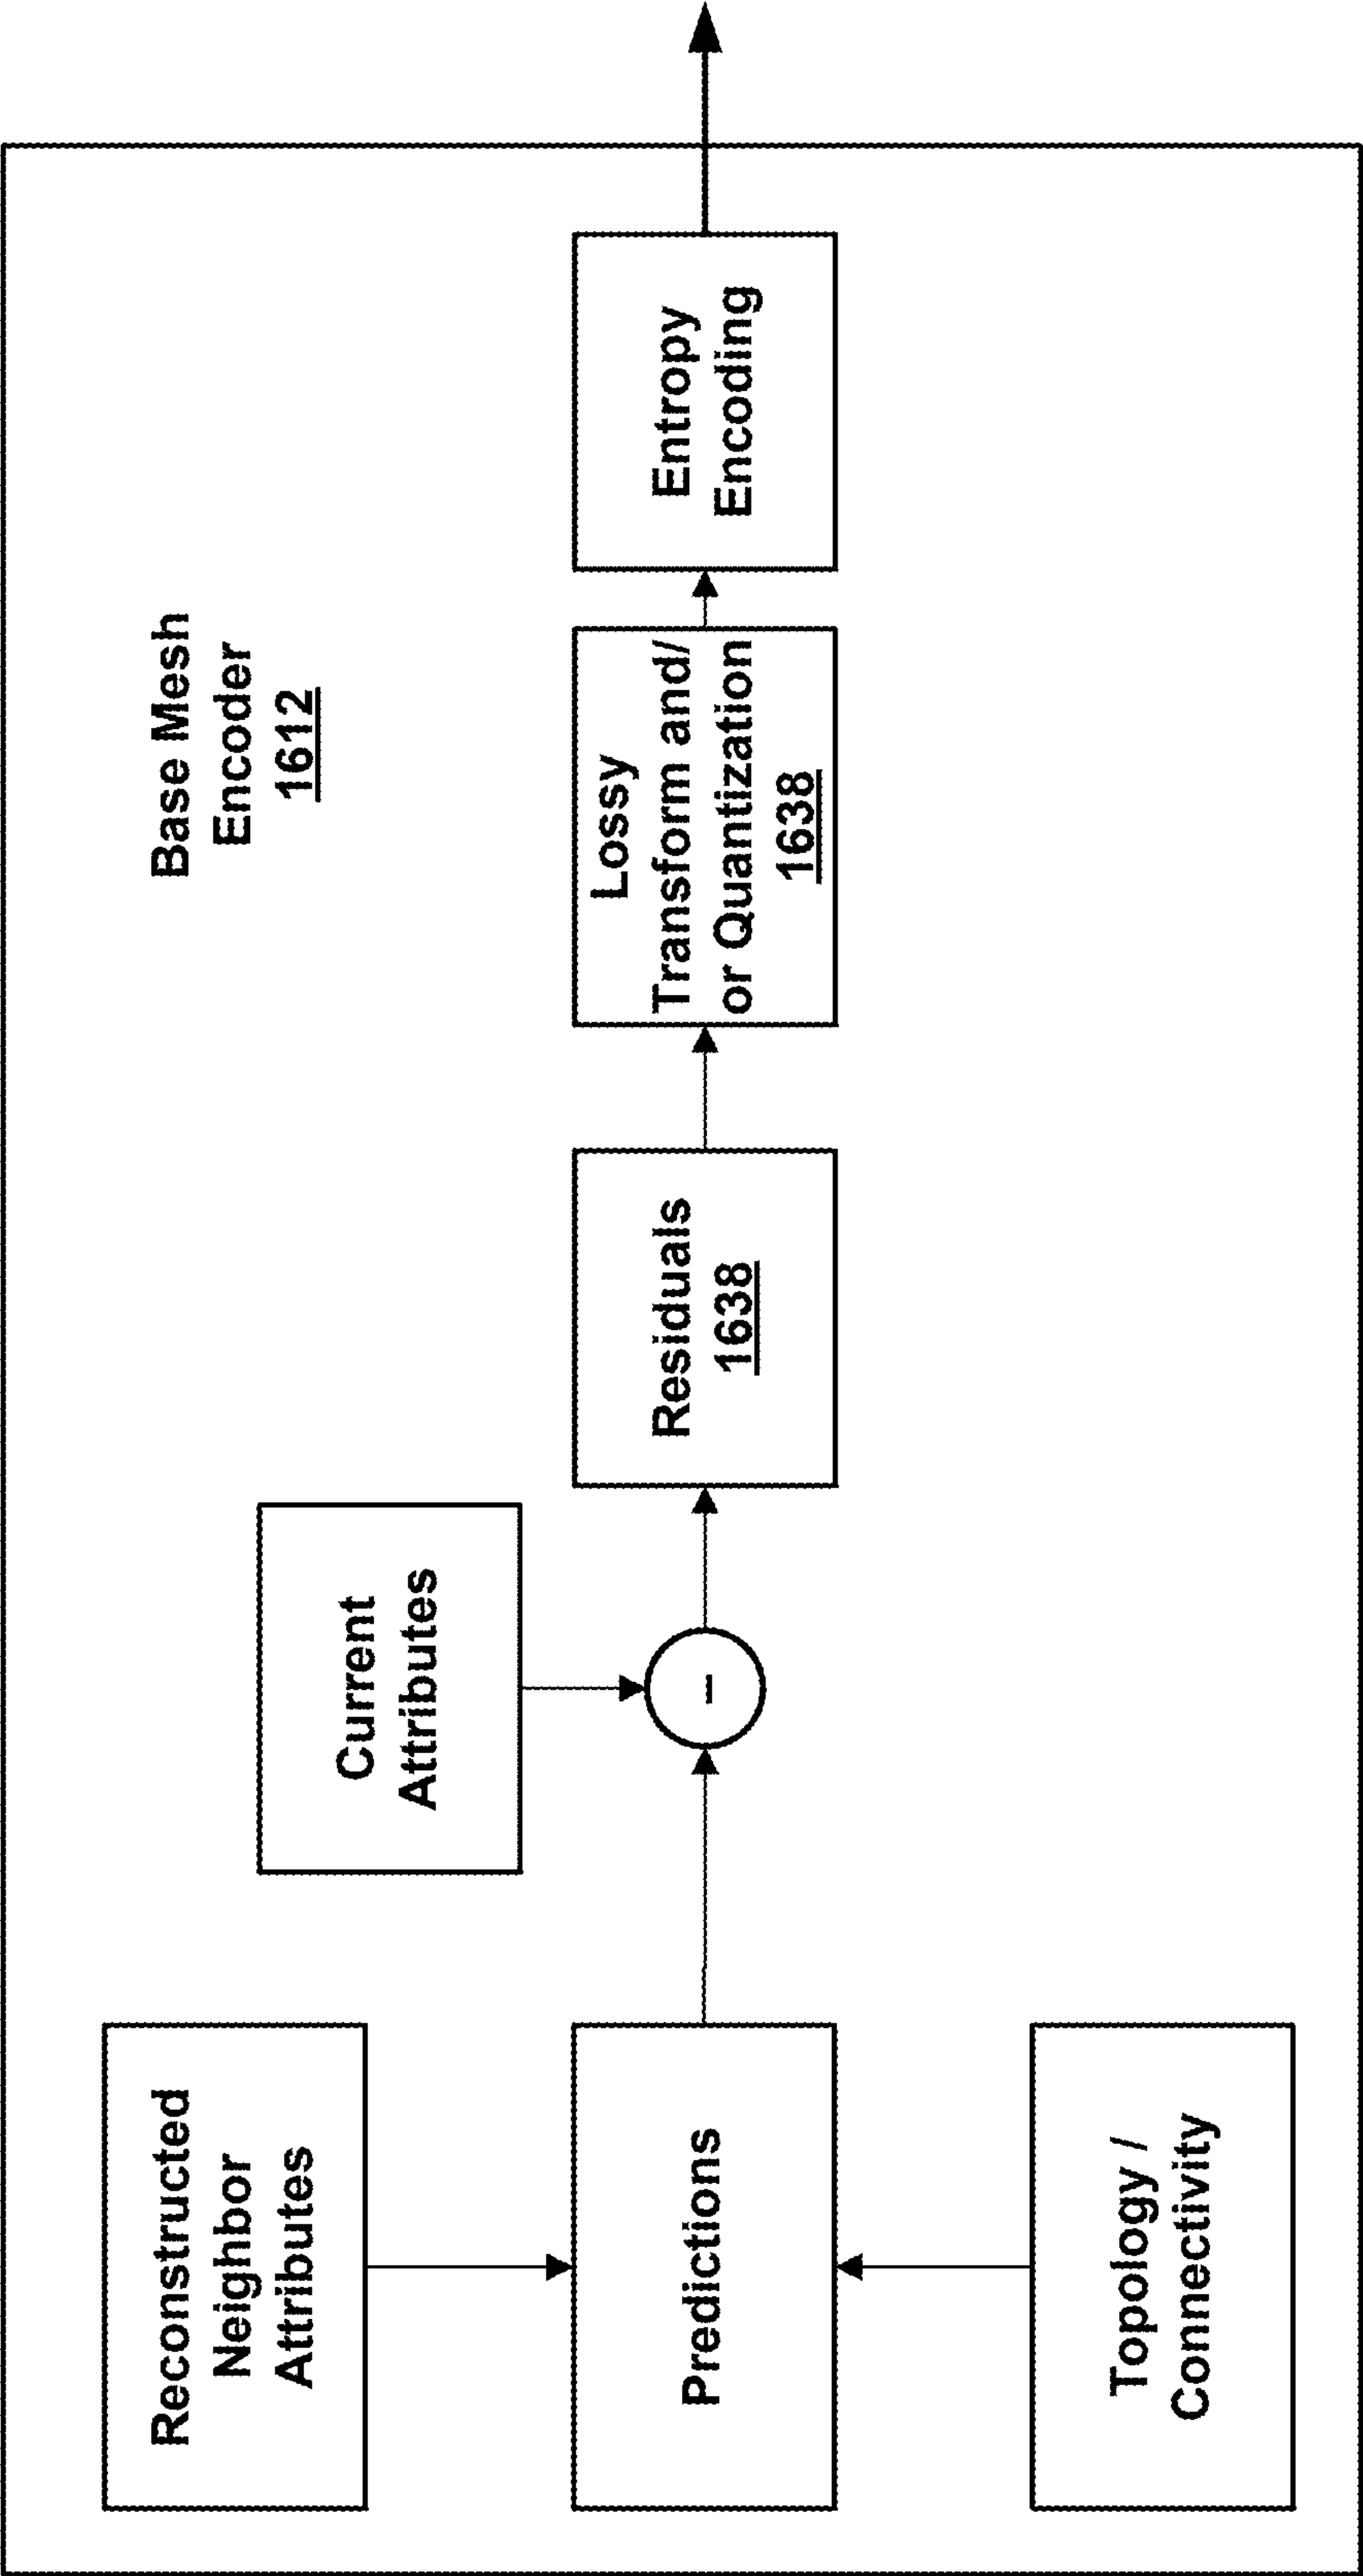 Base Mesh
Encoder
1612
Reconstructed
Neighbor
Attributes
Current
Attributes
Predictions
–
Residuals
1638
Lossy
Transform and/
or Quantization
1638
Entropy
Encoding
Topology /
Connectivity